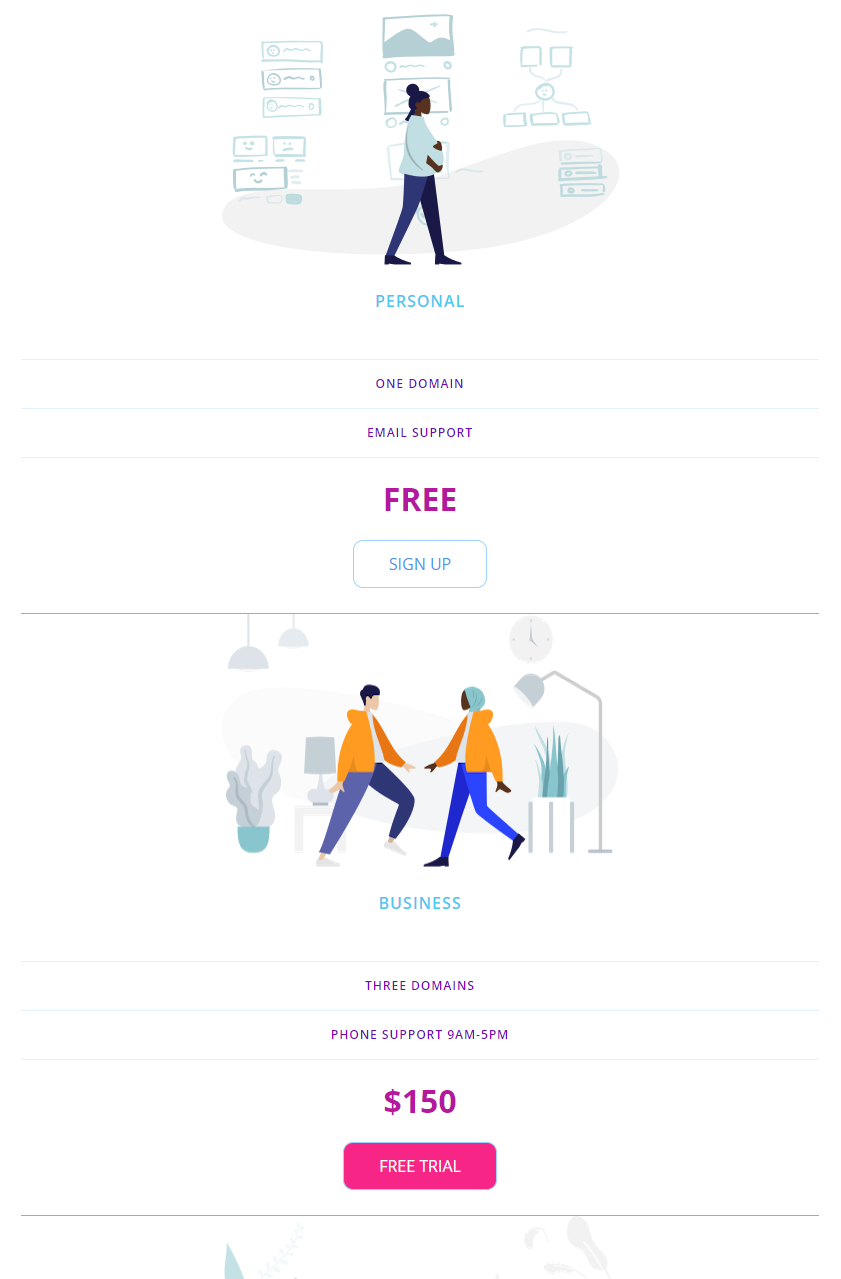 PERSONAL
ONE DOMAIN
EMAIL SUPPORT
FREE
SIGN UP
BUSINESS
THREE DOMAINS
PHONE SUPPORT 9AM-5PM
$150
FREE TRIAL